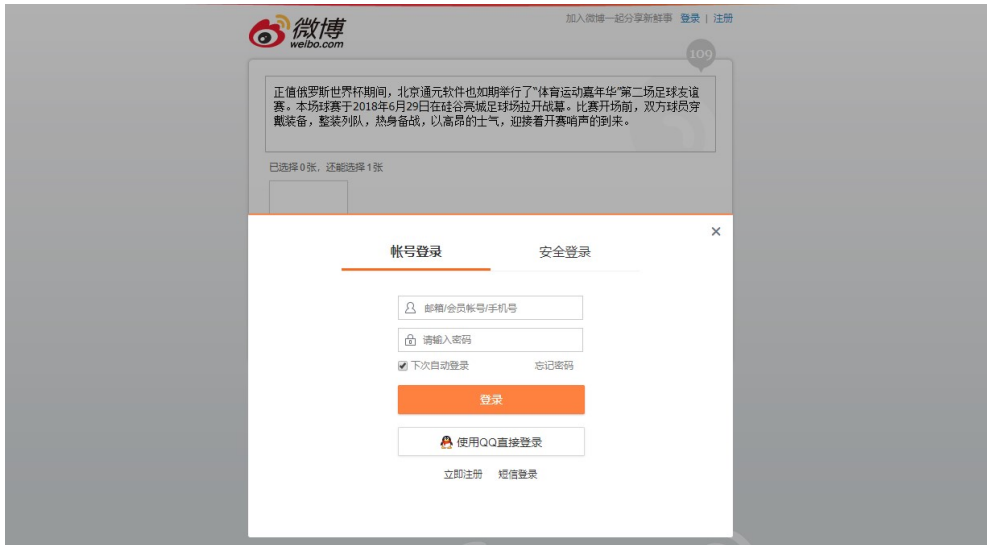 微博
weibo.com
加入微博一起分享新鲜事 登录 | 注册
109
正值俄罗斯世界杯期间，北京通元软件也如期举行了“体育运动嘉年华”第二场足球友谊
赛。本场球赛于2018年6月29日在硅谷亮城足球场拉开战幕。比赛开场前，双方球员穿
戴装备，整装列队，热身备战，以高昂的士气，迎接着开赛哨声的到来。
已选择0张，还能选择1张
×
帐号登录 安全登录
邮箱/会员帐号/手机号
请输入密码
下次自动登录 忘记密码
登录
使用QQ直接登录
立即注册 短信登录